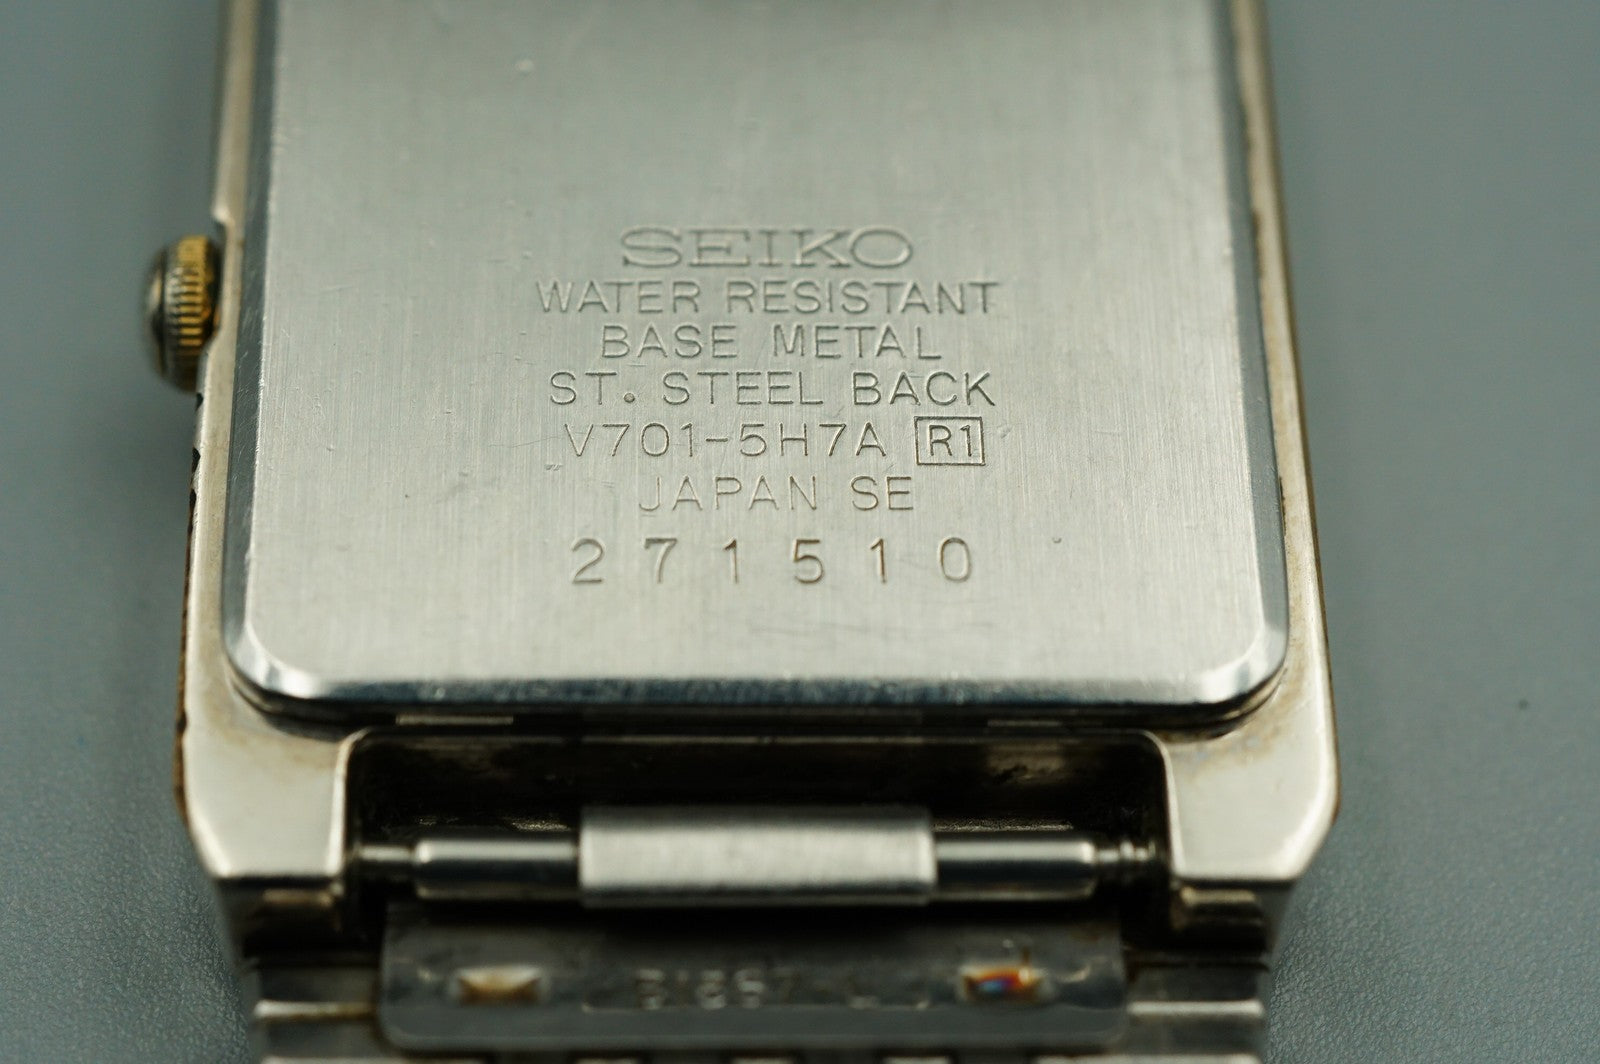 SEIKO
WATER RESISTANT
BASE METAL
ST. STEEL BACK
V701-5H7A R1
JAPAN SE
271510